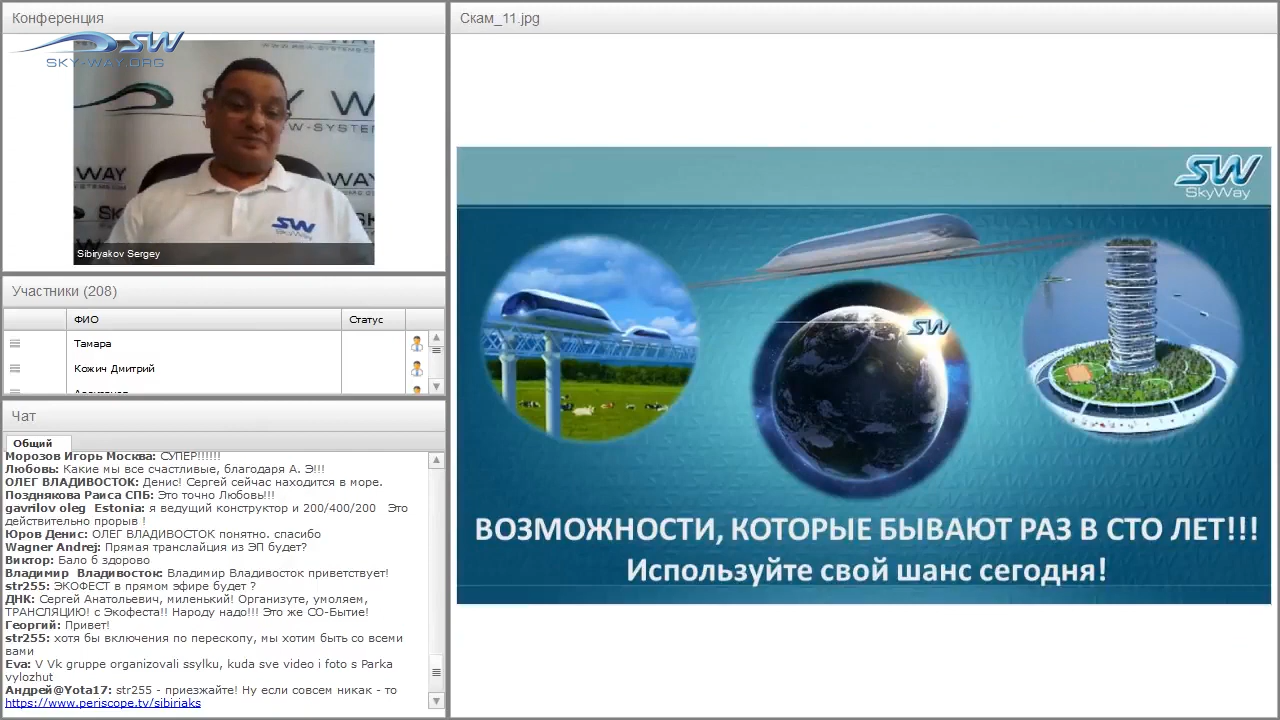 Конференция
SW
SKY-WAY.ORG
SKY W
SW-SYSTEM
WAY
Sibiryakov Sergey
Участники (208)
ФИО
Статус
Тамара
Кожич Дмитрий
Чат
Общий
Морозов Игорь Москва: СУПЕР!!!!!!
Любовь: Какие мы все счастливые, благодаря А. Э!!!
ОЛЕГ ВЛАДИВОСТОК: Денис! Сергей сейчас находится в море.
Позднякова Раиса СПБ: Это точно Любовь!!!
gavrilov oleg Estonia: я ведущий конструктор и 200/400/200 Это
действительно прорыв !
Юров Денис: ОЛЕГ ВЛАДИВОСТОК понятно. спасибо
Wagner Andrej: Прямая транслайция из ЭП будет?
Виктор: Бало б здорово
Владимир Владивосток: Владимир Владивосток приветствует!
str255: ЭКОФЕСТ в прямом эфире будет ?
ДНК: Сергей Анатольевич, миленький! Организуте, умоляем,
ТРАНСЛЯЦИЮ! с Экофеста!! Народу надо!!! Это же СО-Бытие!
Георгий: Привет!
str255: хотя бы включения по перескопу, мы хотим быть со всеми
вами
Eva: V Vk gruppe organizovali ssylku, kuda sve video i foto s Parka
vylozhut
Андрей@Yota17: str255 - приезжайте! Ну если совсем никак - то
https://www.periscope.tv/sibiriaks
Скам_11.jpg
SW
SkyWay
SW
ВОЗМОЖНОСТИ, КОТОРЫЕ БЫВАЮТ РАЗ В СТО ЛЕТ!!!
Используйте свой шанс сегодня!